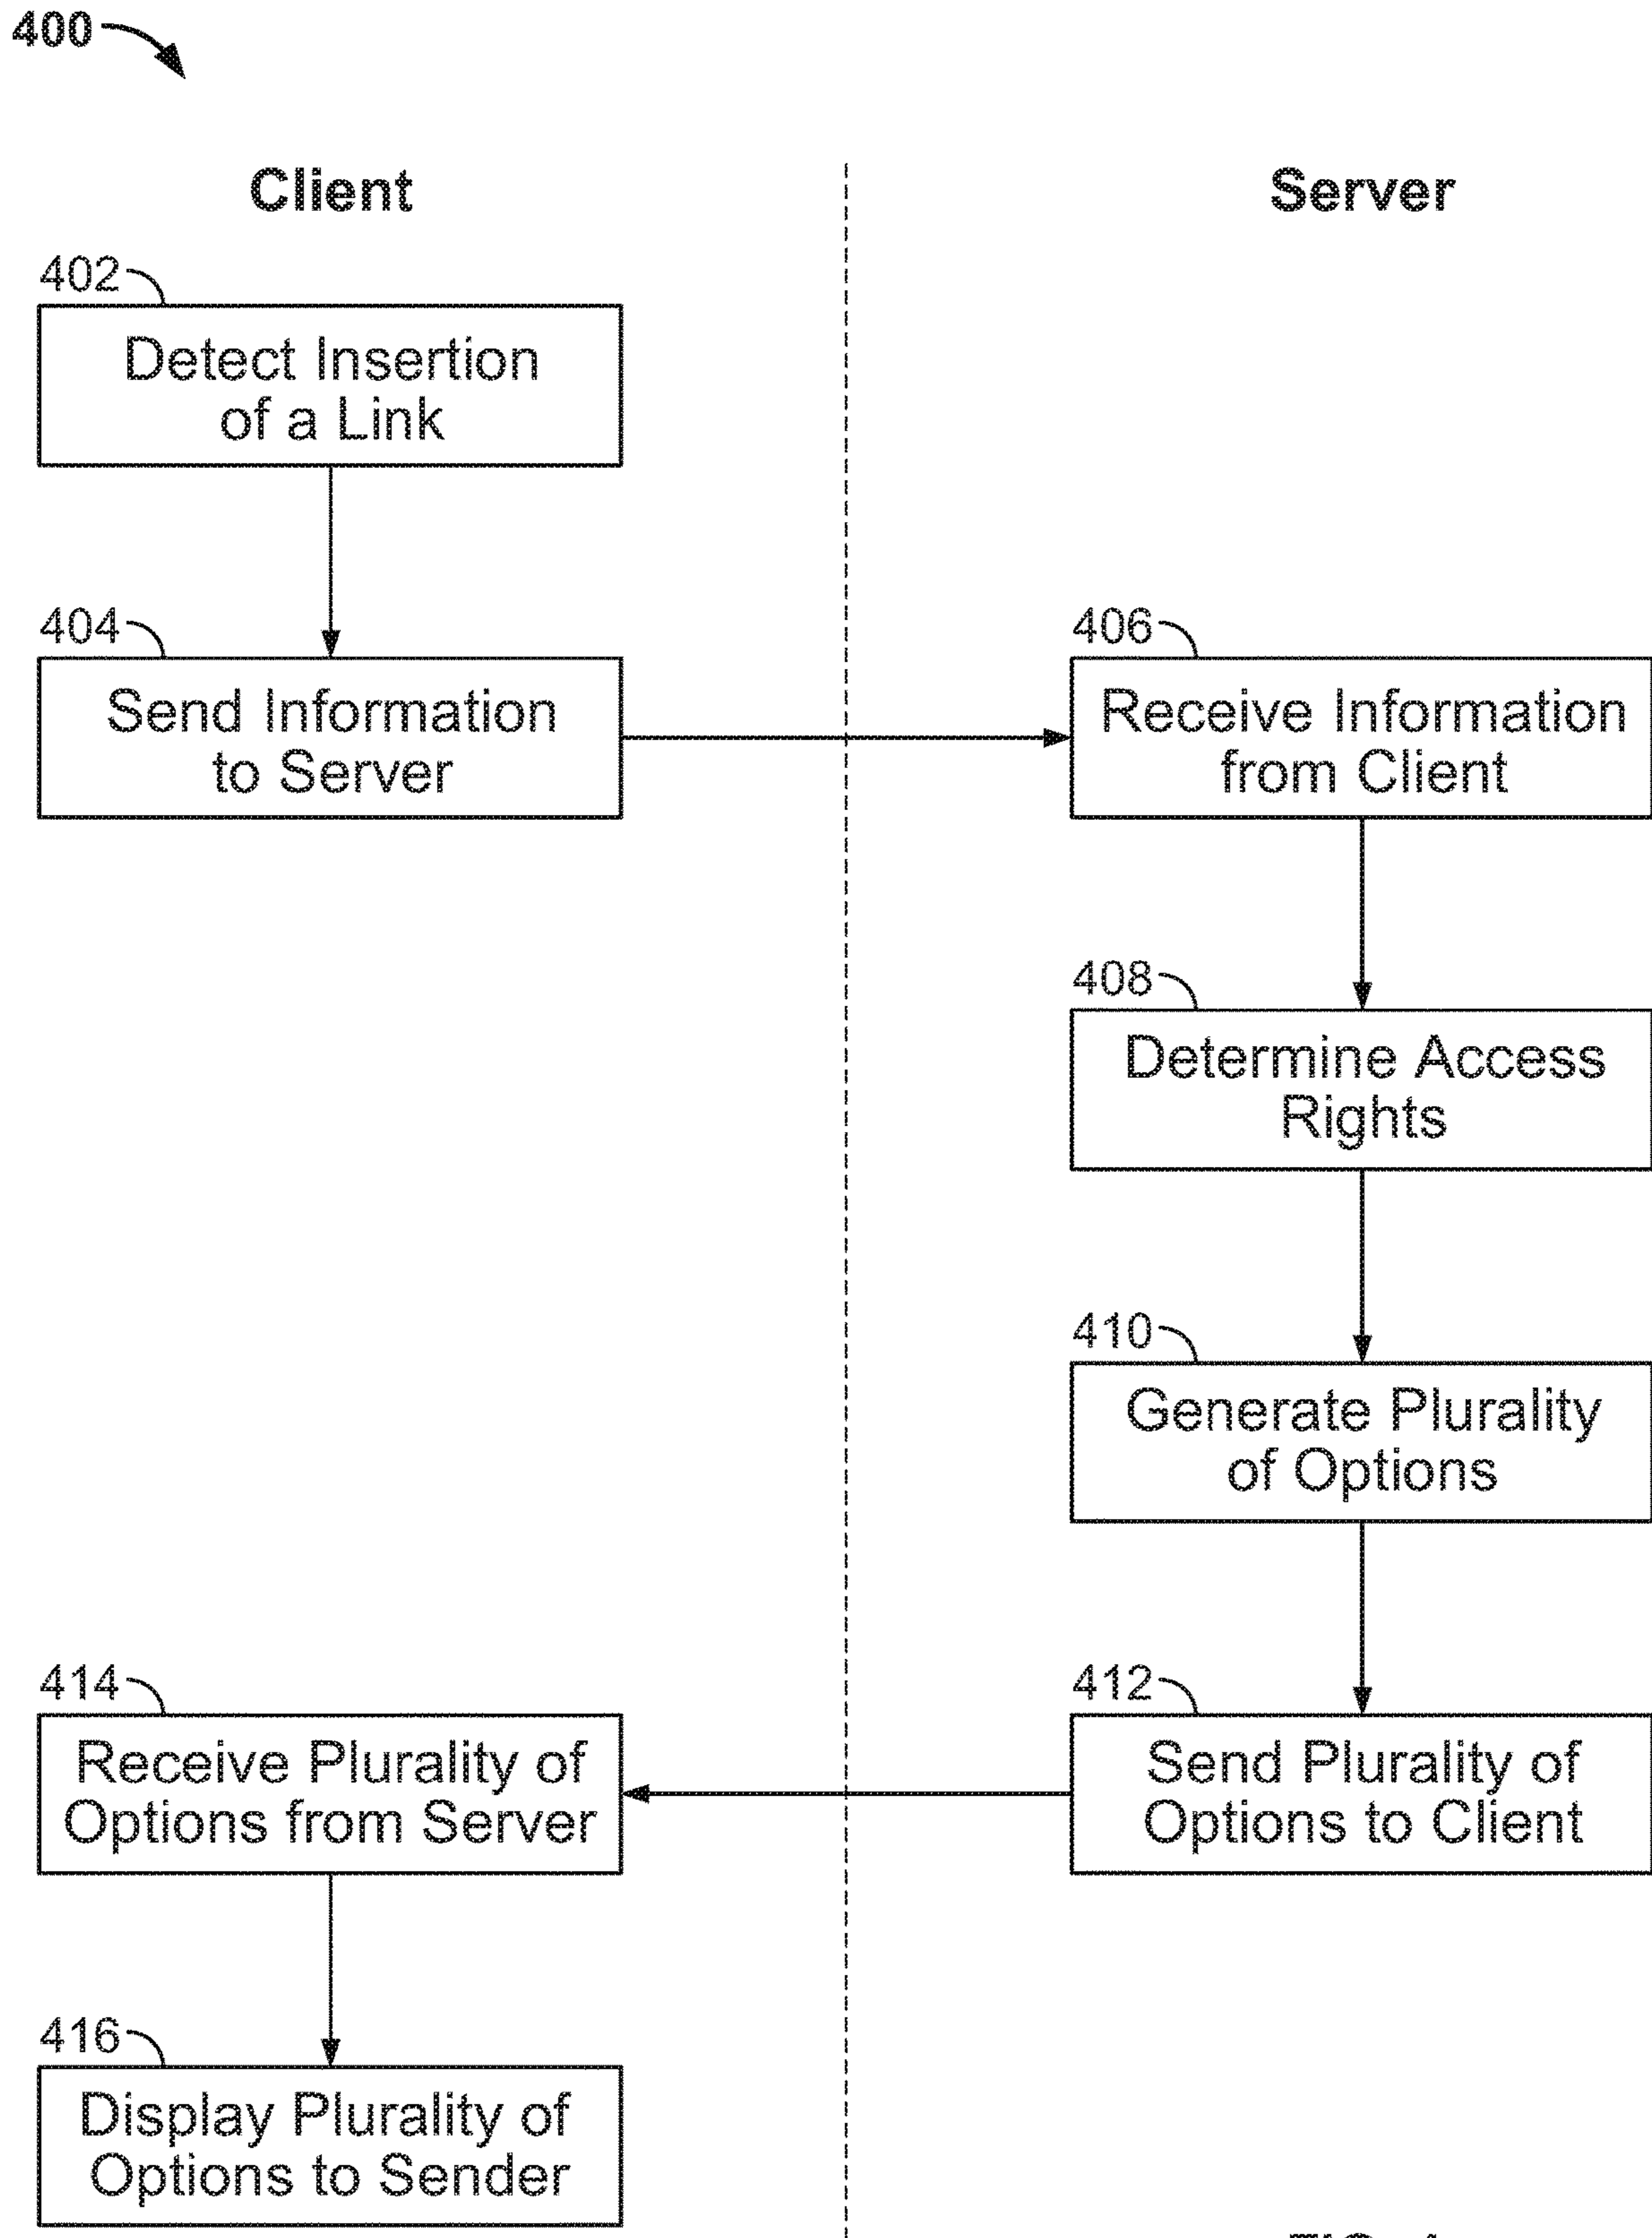 400
Client
Server
402
Detect Insertion
of a Link
404
Send Information
to Server
406
Receive Information
from Client
408
Determine Access
Rights
410
Generate Plurality
of Options
412
Send Plurality of
Options to Client
414
Receive Plurality of
Options from Server
416
Display Plurality of
Options to Sender